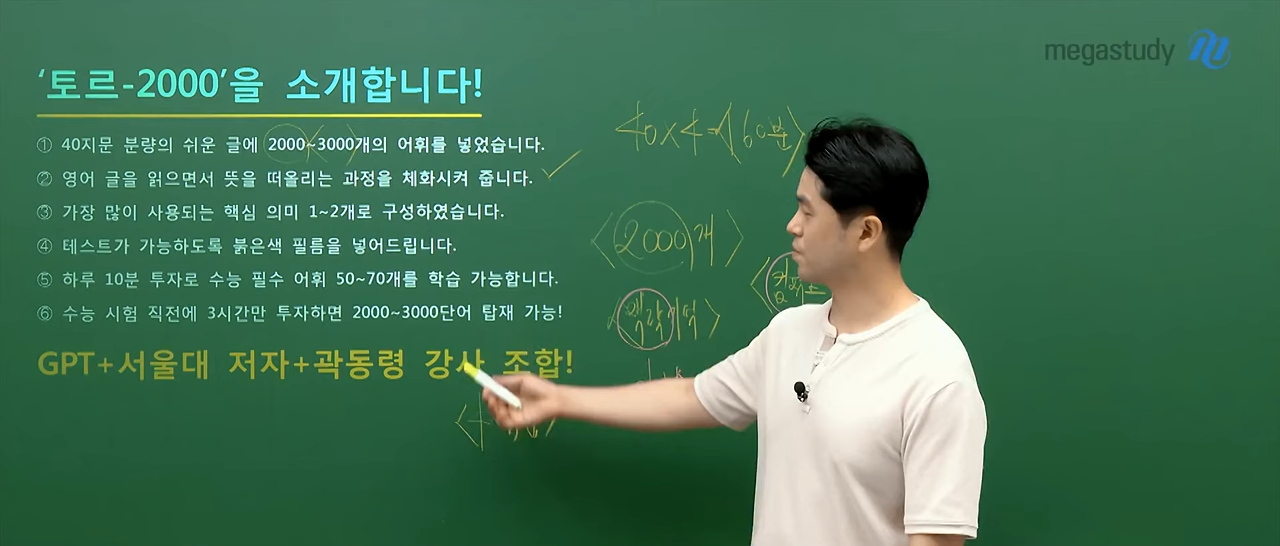 megastudy
'토르-2000'을 소개합니다!
① 40지문 분량의 쉬운 글에 2000~3000개의 어휘를 넣었습니다.
② 영어 글을 읽으면서 뜻을 떠올리는 과정을 체화시켜 줍니다.
③ 가장 많이 사용되는 핵심 의미 1~2개로 구성하였습니다.
④ 테스트가 가능하도록 붉은색 필름을 넣어드립니다.
⑤ 하루 10분 투자로 수능 필수 어휘 50~70개를 학습 가능합니다.
⑥ 수능 시험 직전에 3시간만 투자하면 2000~3000단어 탑재 가능!
GPT+서울대 저자+곽동령 강사 조합!
40×4=160분
2000개
맥락기억